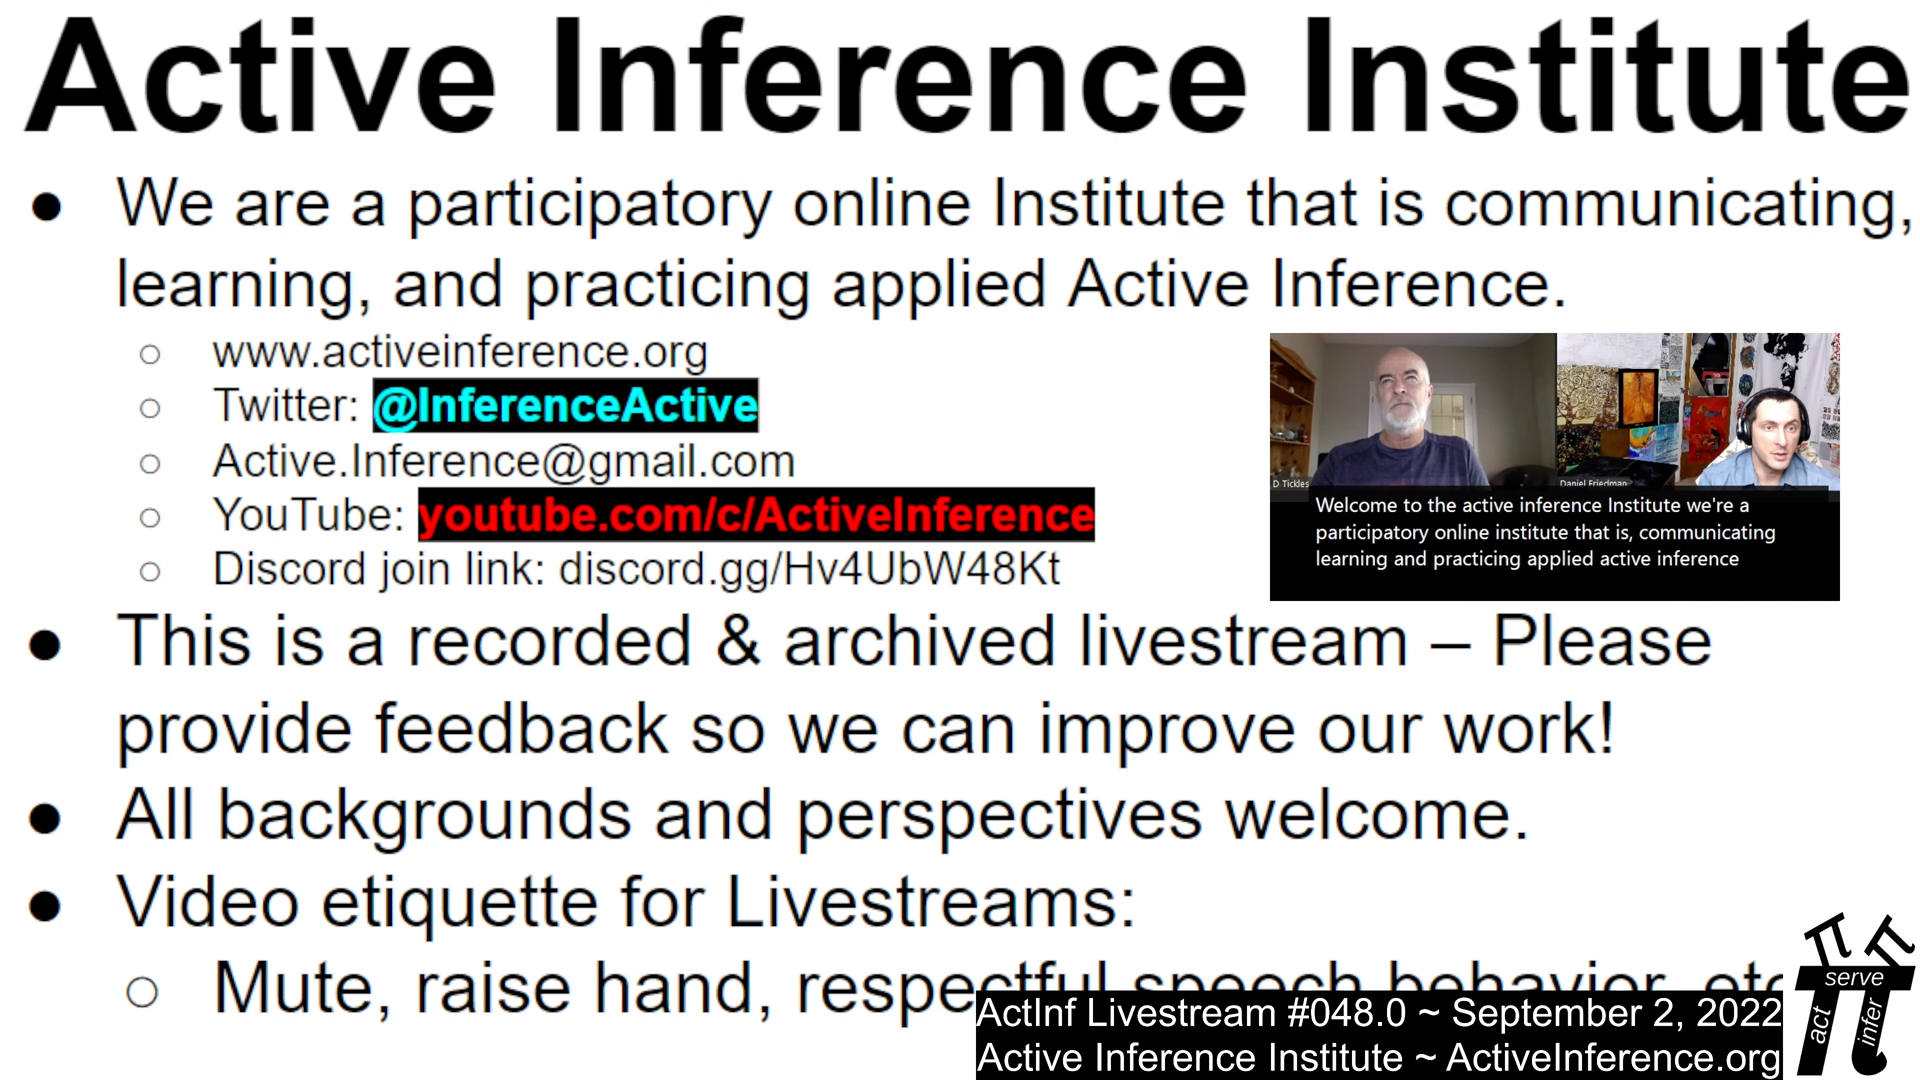 Active Inference Institute
● We are a participatory online Institute that is communicating,
learning, and practicing applied Active Inference.
○ www.activeinference.org
○ Twitter: @InferenceActive
○ Active.Inference@gmail.com
○ YouTube: youtube.com/c/ActiveInference
○ Discord join link: discord.gg/Hv4UbW48Kt
D Tickles
Daniel Friedman
Welcome to the active inference Institute we're a
participatory online institute that is, communicating
learning and practicing applied active inference
● This is a recorded & archived livestream – Please
provide feedback so we can improve our work!
● All backgrounds and perspectives welcome.
● Video etiquette for Livestreams:
○ Mute, raise hand, respectful speech behavior, etc
ActInf Livestream #048.0 ~ September 2, 2022
Active Inference Institute ~ ActiveInference.org
π π
serve
π
act
infer